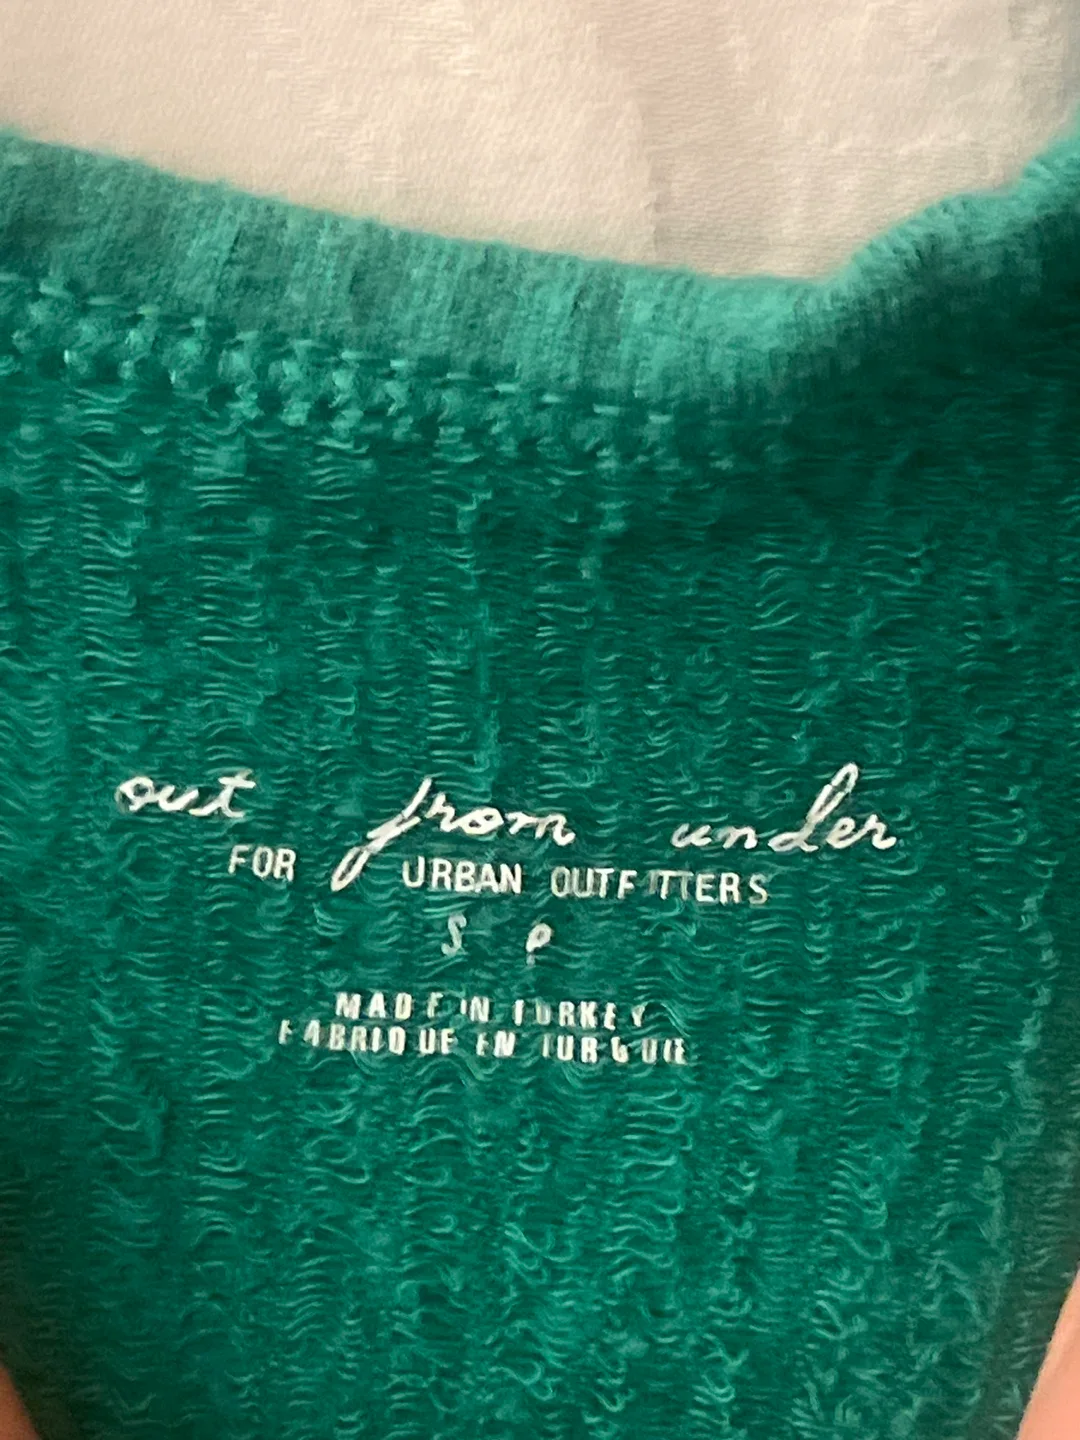 out from under
FOR URBAN OUTFITTERS
S P
MADE IN TURKEY
FABRIQUE EN TURQUIE